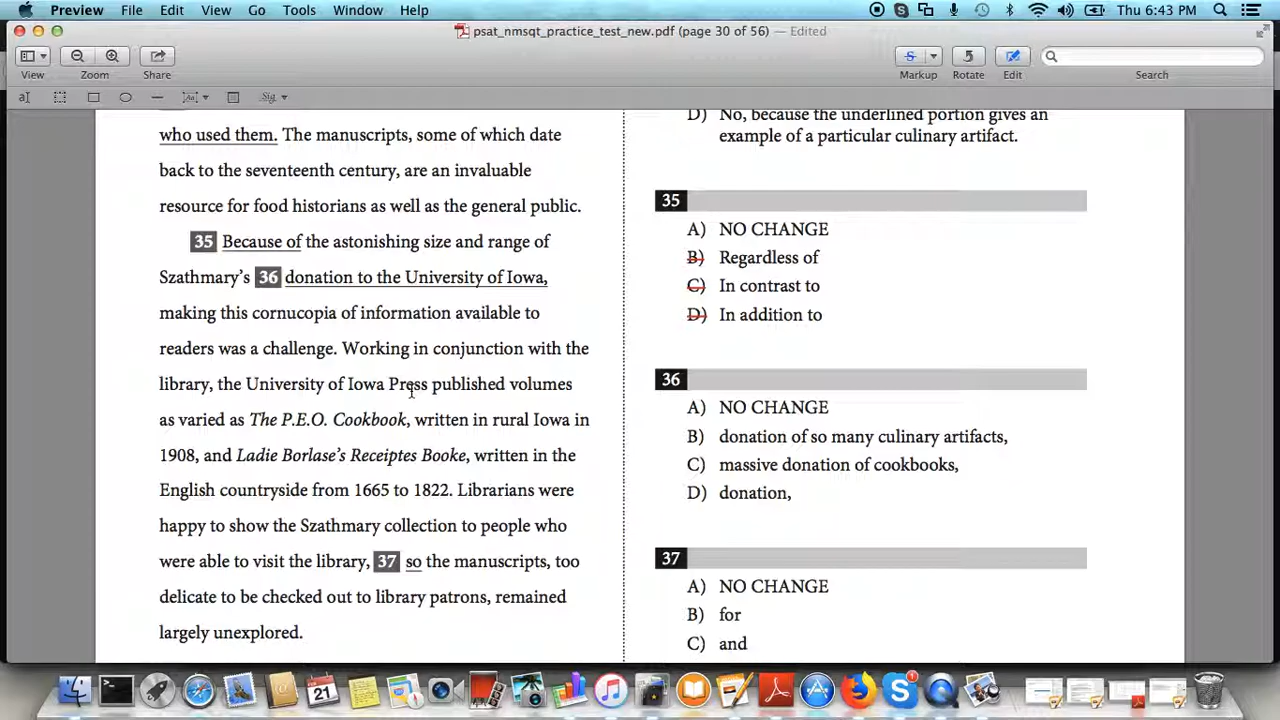 Preview File Edit View Go Tools Window Help Thu 6:43 PM
psat_nmsqt_practice_test_new.pdf (page 30 of 56) — Edited
View Zoom Share Markup Rotate Edit Search
who used them. The manuscripts, some of which date
back to the seventeenth century, are an invaluable
resource for food historians as well as the general public.
35 Because of the astonishing size and range of
Szathmary's 36 donation to the University of Iowa,
making this cornucopia of information available to
readers was a challenge. Working in conjunction with the
library, the University of Iowa Press published volumes
as varied as The P.E.O. Cookbook, written in rural Iowa in
1908, and Ladie Borlase's Receiptes Booke, written in the
English countryside from 1665 to 1822. Librarians were
happy to show the Szathmary collection to people who
were able to visit the library, 37 so the manuscripts, too
delicate to be checked out to library patrons, remained
largely unexplored.
D) No, because the underlined portion gives an
example of a particular culinary artifact.
35
A) NO CHANGE
B) Regardless of
C) In contrast to
D) In addition to
36
A) NO CHANGE
B) donation of so many culinary artifacts,
C) massive donation of cookbooks,
D) donation,
37
A) NO CHANGE
B) for
C) and